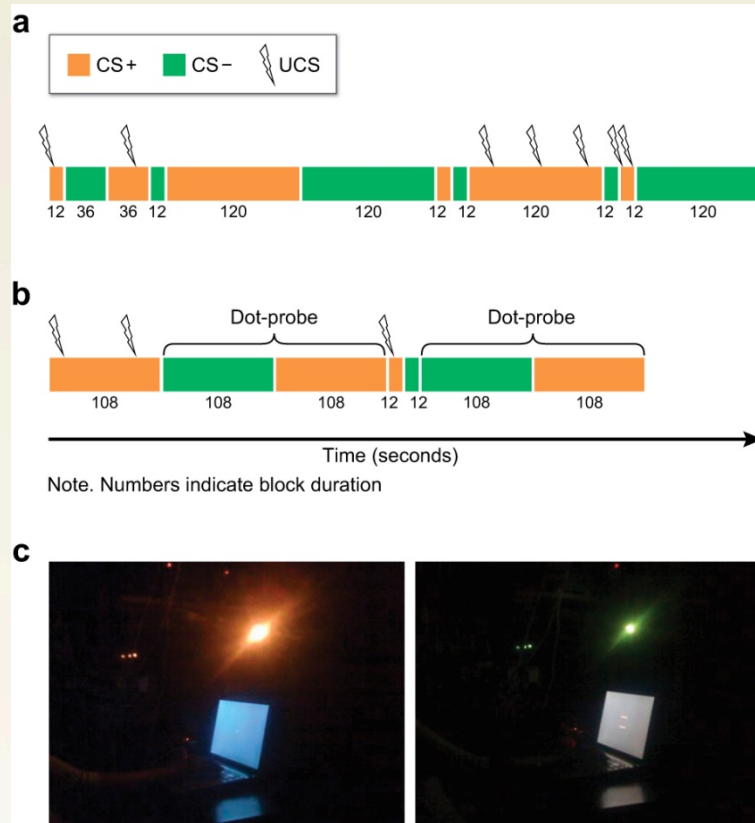 a
CS+ CS− UCS
12 36 36 12 120 120 12 12 120 12 12 120
b
Dot-probe Dot-probe
108 108 108 12 12 108 108
Time (seconds)
Note. Numbers indicate block duration
c